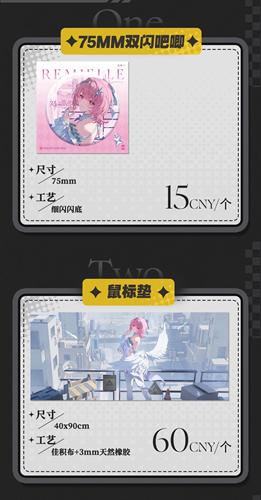 One
75MM双闪吧唧
REMIELLE
尺寸
75mm
工艺
细闪闪底
15CNY/个
Two
鼠标垫
尺寸
40x90cm
工艺
佳积布+3mm天然橡胶
60CNY/个